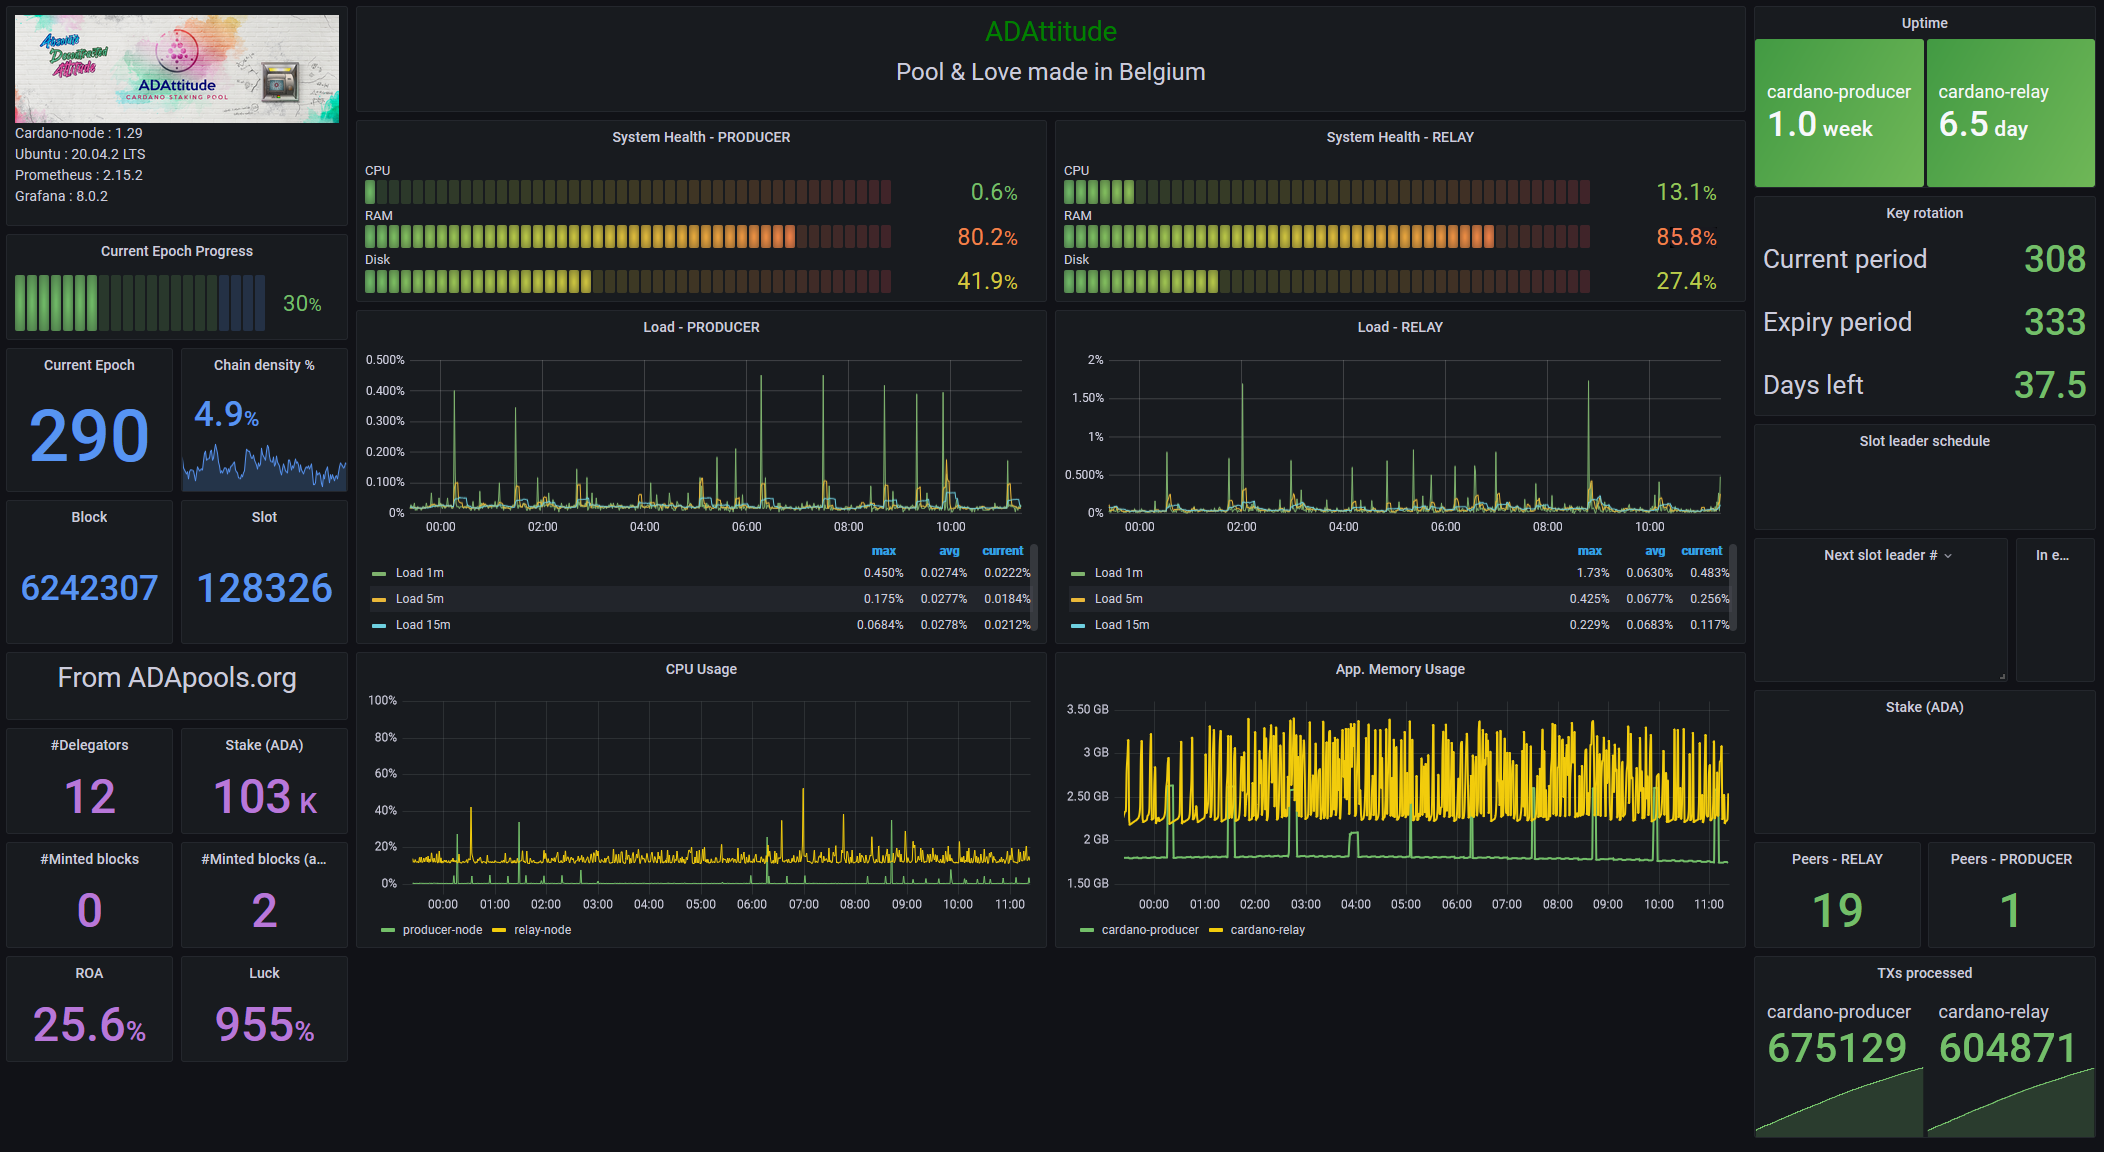 Absolute
Decentralized
Attitude
ADAttitude
CARDANO STAKING POOL
Cardano-node : 1.29
Ubuntu : 20.04.2 LTS
Prometheus : 2.15.2
Grafana : 8.0.2
Current Epoch Progress
30%
Current Epoch
290
Chain density %
4.9%
Block
6242307
Slot
128326
From ADApools.org
#Delegators
12
Stake (ADA)
103 K
#Minted blocks
0
#Minted blocks (a...
2
ROA
25.6%
Luck
955%
ADAttitude
Pool & Love made in Belgium
System Health - PRODUCER
CPU
0.6%
RAM
80.2%
Disk
41.9%
System Health - RELAY
CPU
13.1%
RAM
85.8%
Disk
27.4%
Load - PRODUCER
0.500%
0.400%
0.300%
0.200%
0.100%
0%
00:00 02:00 04:00 06:00 08:00 10:00
max avg current
Load 1m 0.450% 0.0274% 0.0222%
Load 5m 0.175% 0.0277% 0.0184%
Load 15m 0.0684% 0.0278% 0.0212%
Load - RELAY
2%
1.50%
1%
0.500%
0%
00:00 02:00 04:00 06:00 08:00 10:00
max avg current
Load 1m 1.73% 0.0630% 0.483%
Load 5m 0.425% 0.0677% 0.256%
Load 15m 0.229% 0.0683% 0.117%
CPU Usage
100%
80%
60%
40%
20%
0%
00:00 01:00 02:00 03:00 04:00 05:00 06:00 07:00 08:00 09:00 10:00 11:00
producer-node relay-node
App. Memory Usage
3.50 GB
3 GB
2.50 GB
2 GB
1.50 GB
00:00 01:00 02:00 03:00 04:00 05:00 06:00 07:00 08:00 09:00 10:00 11:00
cardano-producer cardano-relay
Uptime
cardano-producer
1.0 week
cardano-relay
6.5 day
Key rotation
Current period 308
Expiry period 333
Days left 37.5
Slot leader schedule
Next slot leader #
In e...
Stake (ADA)
Peers - RELAY
19
Peers - PRODUCER
1
TXs processed
cardano-producer
675129
cardano-relay
604871